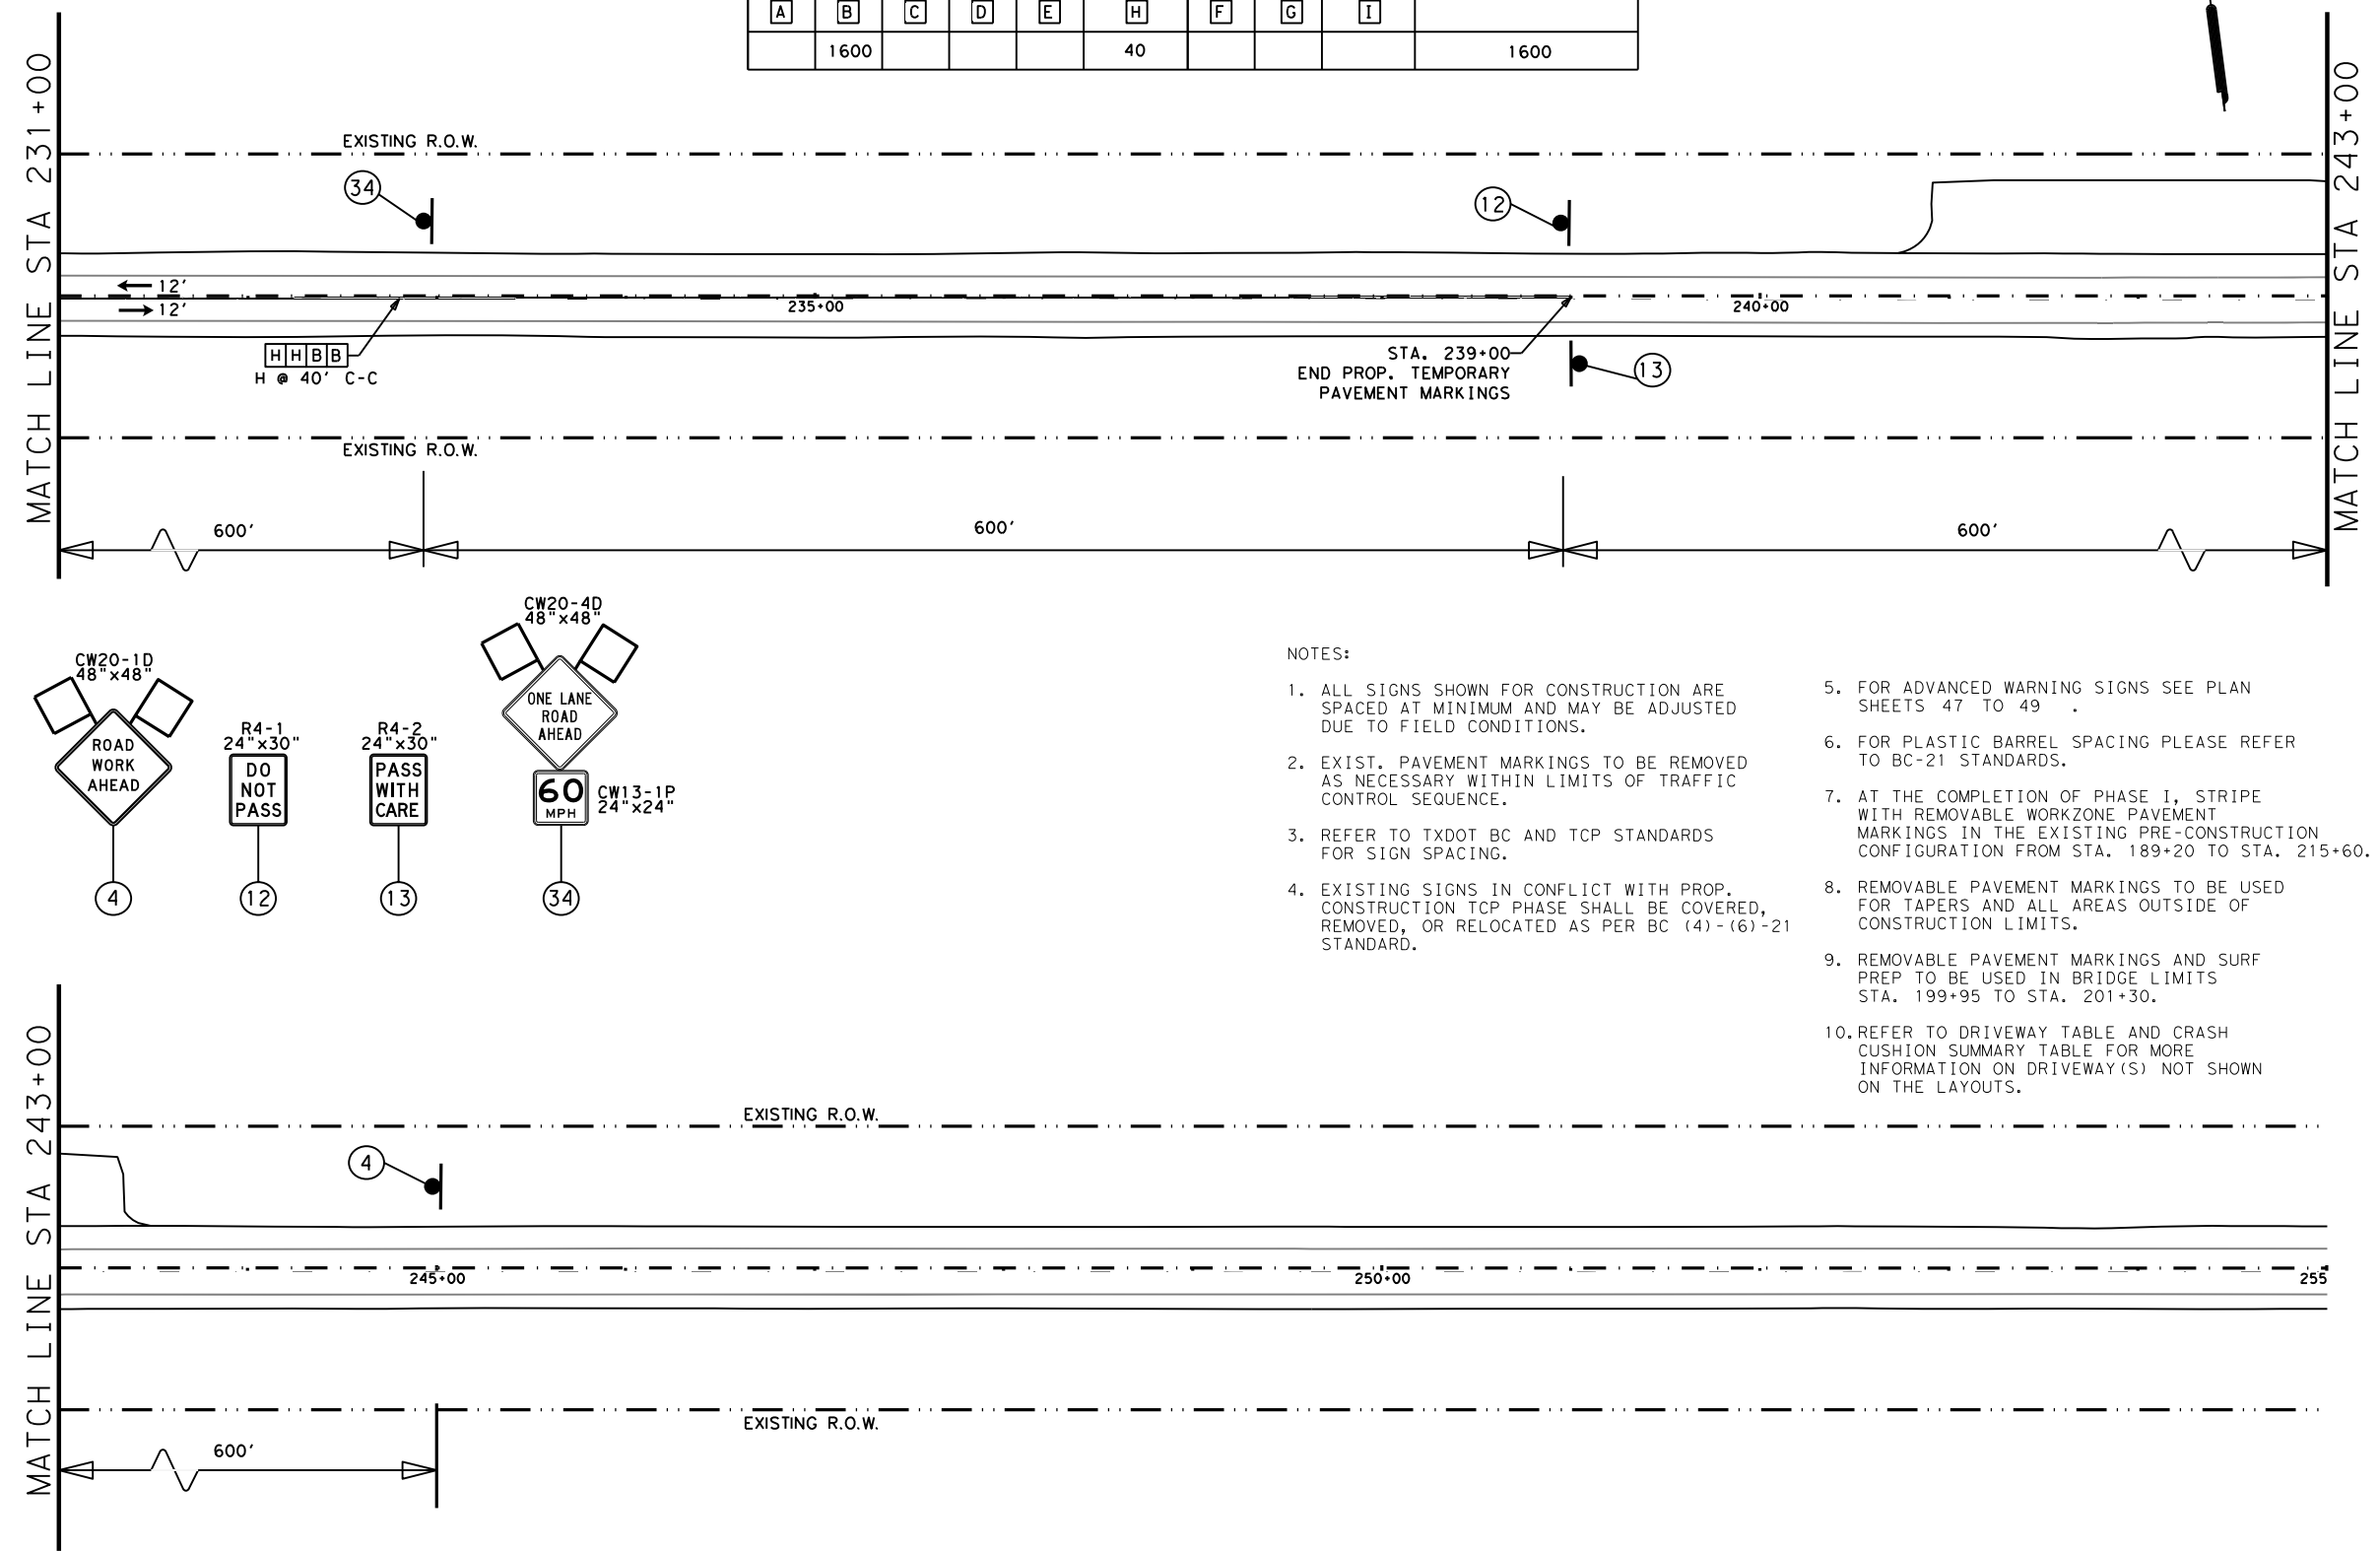 A B C D E H F G I
1600 40 1600
MATCH LINE STA 231+00
MATCH LINE STA 243+00
EXISTING R.O.W.
34
12
12'
12'
235+00
240+00
HHBB
H @ 40' C-C
STA. 239+00
END PROP. TEMPORARY
PAVEMENT MARKINGS
13
EXISTING R.O.W.
600'
600'
600'
CW20-1D
48"x48"
ROAD
WORK
AHEAD
4
R4-1
24"x30"
DO
NOT
PASS
12
R4-2
24"x30"
PASS
WITH
CARE
13
CW20-4D
48"x48"
ONE LANE
ROAD
AHEAD
60
MPH
CW13-1P
24"x24"
34
NOTES:
1. ALL SIGNS SHOWN FOR CONSTRUCTION ARE
SPACED AT MINIMUM AND MAY BE ADJUSTED
DUE TO FIELD CONDITIONS.
2. EXIST. PAVEMENT MARKINGS TO BE REMOVED
AS NECESSARY WITHIN LIMITS OF TRAFFIC
CONTROL SEQUENCE.
3. REFER TO TXDOT BC AND TCP STANDARDS
FOR SIGN SPACING.
4. EXISTING SIGNS IN CONFLICT WITH PROP.
CONSTRUCTION TCP PHASE SHALL BE COVERED,
REMOVED, OR RELOCATED AS PER BC (4)-(6)-21
STANDARD.
5. FOR ADVANCED WARNING SIGNS SEE PLAN
SHEETS 47 TO 49 .
6. FOR PLASTIC BARREL SPACING PLEASE REFER
TO BC-21 STANDARDS.
7. AT THE COMPLETION OF PHASE I, STRIPE
WITH REMOVABLE WORKZONE PAVEMENT
MARKINGS IN THE EXISTING PRE-CONSTRUCTION
CONFIGURATION FROM STA. 189+20 TO STA. 215+60.
8. REMOVABLE PAVEMENT MARKINGS TO BE USED
FOR TAPERS AND ALL AREAS OUTSIDE OF
CONSTRUCTION LIMITS.
9. REMOVABLE PAVEMENT MARKINGS AND SURF
PREP TO BE USED IN BRIDGE LIMITS
STA. 199+95 TO STA. 201+30.
10. REFER TO DRIVEWAY TABLE AND CRASH
CUSHION SUMMARY TABLE FOR MORE
INFORMATION ON DRIVEWAY(S) NOT SHOWN
ON THE LAYOUTS.
MATCH LINE STA 243+00
EXISTING R.O.W.
4
245+00
250+00
255
EXISTING R.O.W.
600'